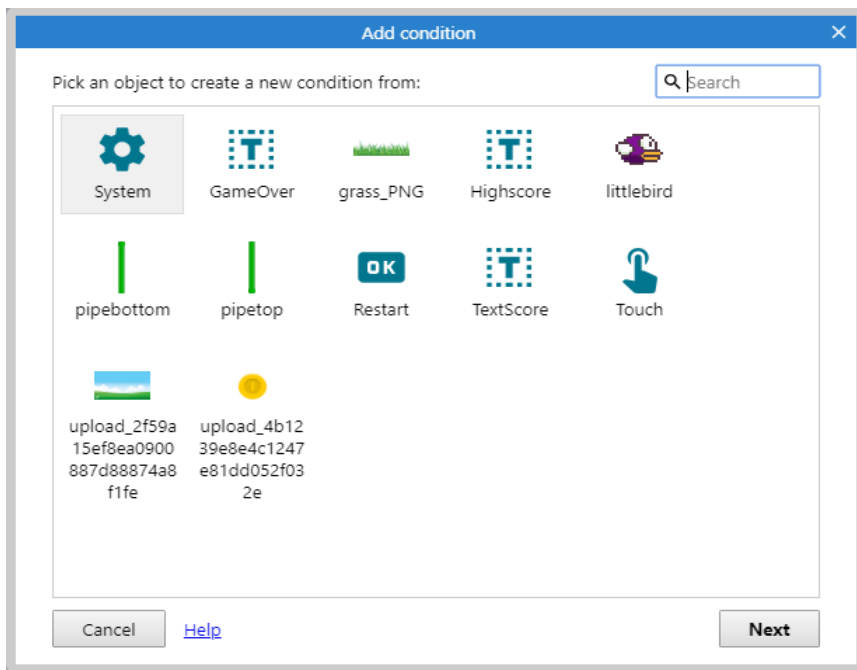 Add condition
Pick an object to create a new condition from:
Search
System
GameOver
grass_PNG
Highscore
littlebird
pipebottom
pipetop
OK
Restart
TextScore
Touch
upload_2f59a
15ef8ea0900
887d88874a8
f1fe
upload_4b12
39e8e4c1247
e81dd052f03
2e
Cancel
Help
Next